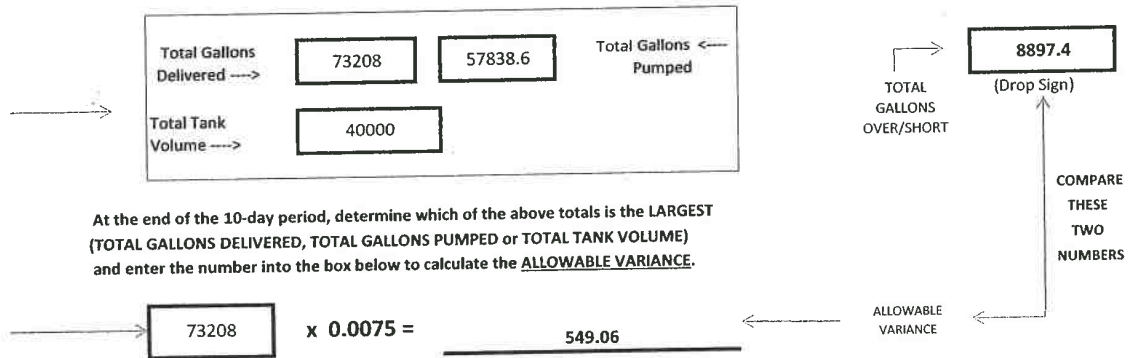 Total Gallons
Delivered ---->
73208
57838.6
Total Gallons <----
Pumped
8897.4
(Drop Sign)
TOTAL
GALLONS
OVER/SHORT
Total Tank
Volume ---->
40000
COMPARE
THESE
TWO
NUMBERS
At the end of the 10-day period, determine which of the above totals is the LARGEST
(TOTAL GALLONS DELIVERED, TOTAL GALLONS PUMPED or TOTAL TANK VOLUME)
and enter the number into the box below to calculate the ALLOWABLE VARIANCE.
73208
x 0.0075 =
549.06
ALLOWABLE
VARIANCE